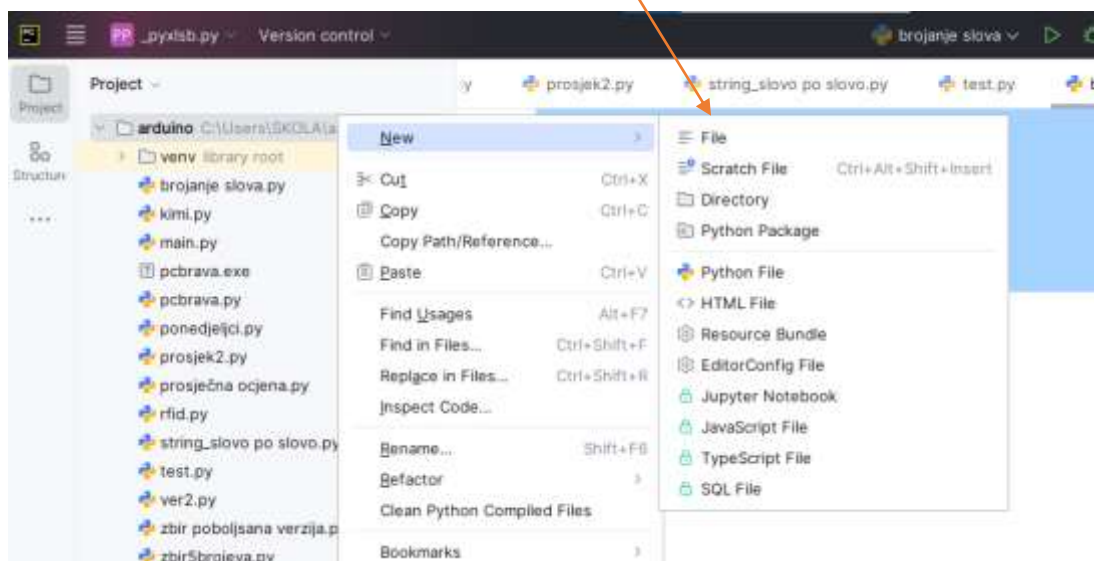 PP _pyxlsb.py Version control brojanje slova
Project
Project
prosjek2.py string_slovo po slovo.py test.py
Structure
arduino C:\Users\SKOLA\a
venv library root
brojanje slova.py
kimi.py
main.py
pcbrava.exe
pcbrava.py
ponedjeljci.py
prosjek2.py
prosječna ocjena.py
rfid.py
string_slovo po slovo.py
test.py
ver2.py
zbir poboljsana verzija.p
zbir5brojeva.py
New
Cut Ctrl+X
Copy Ctrl+C
Copy Path/Reference...
Paste Ctrl+V
Find Usages Alt+F7
Find in Files... Ctrl+Shift+F
Replace in Files... Ctrl+Shift+R
Inspect Code...
Rename... Shift+F6
Refactor
Clean Python Compiled Files
Bookmarks
File
Scratch File Ctrl+Alt+Shift+Insert
Directory
Python Package
Python File
HTML File
Resource Bundle
EditorConfig File
Jupyter Notebook
JavaScript File
TypeScript File
SQL File